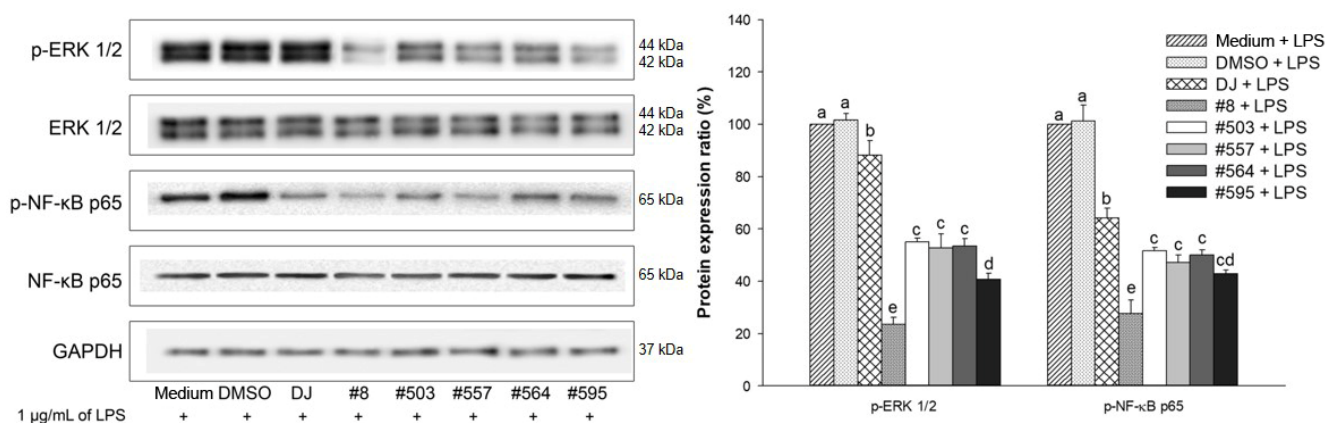 p-ERK 1/2
44 kDa
42 kDa
ERK 1/2
44 kDa
42 kDa
p-NF-κB p65
65 kDa
NF-κB p65
65 kDa
GAPDH
37 kDa
Medium DMSO DJ #8 #503 #557 #564 #595
1 µg/mL of LPS + + + + + + + +
Protein expression ratio (%)
140
120
100
80
60
40
20
0
a a b e c c c d
a a b e c c c cd
p-ERK 1/2 p-NF-κB p65
Medium + LPS
DMSO + LPS
DJ + LPS
#8 + LPS
#503 + LPS
#557 + LPS
#564 + LPS
#595 + LPS